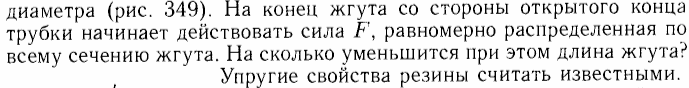 диаметра (рис. 349). На конец жгута со стороны открытого конца
трубки начинает действовать сила F, равномерно распределенная по
всему сечению жгута. На сколько уменьшится при этом длина жгута?
Упругие свойства резины считать известными.